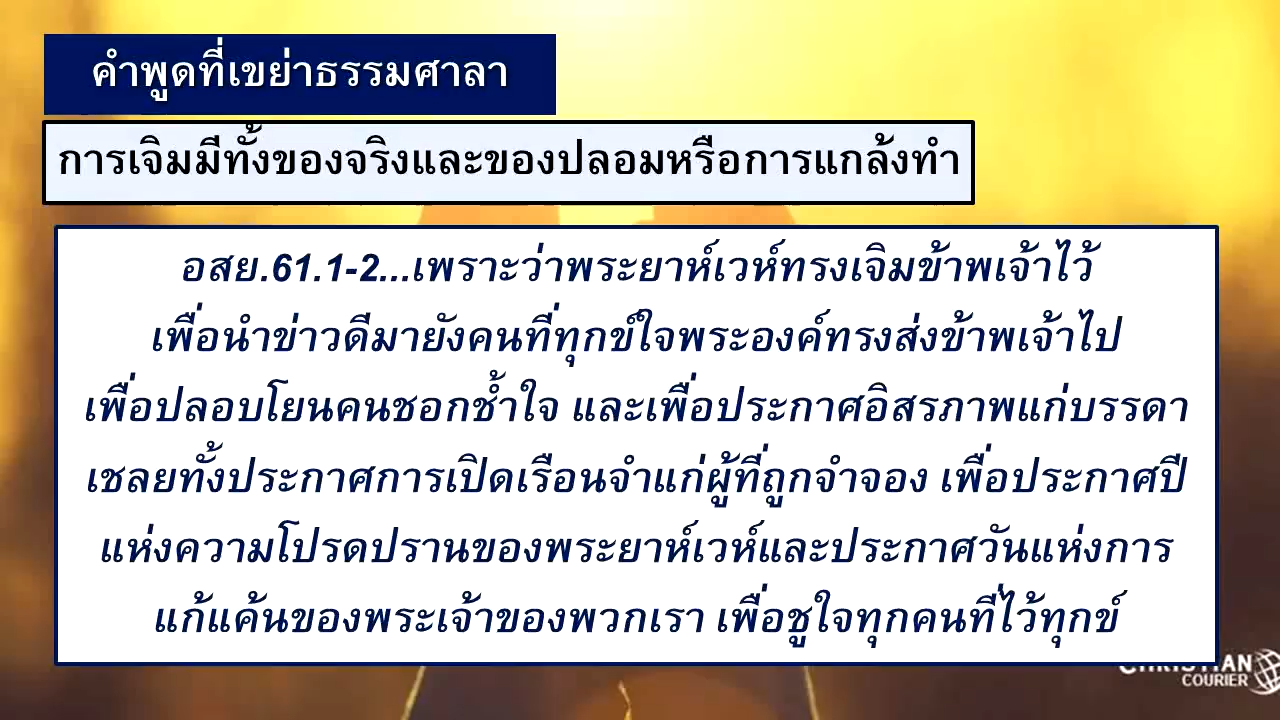 คำพูดที่เขย่าธรรมศาลา
การเจิมมีทั้งของจริงและของปลอมหรือการแกล้งทำ
อสย.61.1-2...เพราะว่าพระยาห์เวห์ทรงเจิมข้าพเจ้าไว้
เพื่อนำข่าวดีมายังคนที่ทุกข์ใจพระองค์ทรงส่งข้าพเจ้าไป
เพื่อปลอบโยนคนชอกช้ำใจ และเพื่อประกาศอิสรภาพแก่บรรดา
เชลยทั้งประกาศการเปิดเรือนจำแก่ผู้ที่ถูกจำจอง เพื่อประกาศปี
แห่งความโปรดปรานของพระยาห์เวห์และประกาศวันแห่งการ
แก้แค้นของพระเจ้าของพวกเรา เพื่อชูใจทุกคนที่ไว้ทุกข์
CHRISTIAN
COURIER